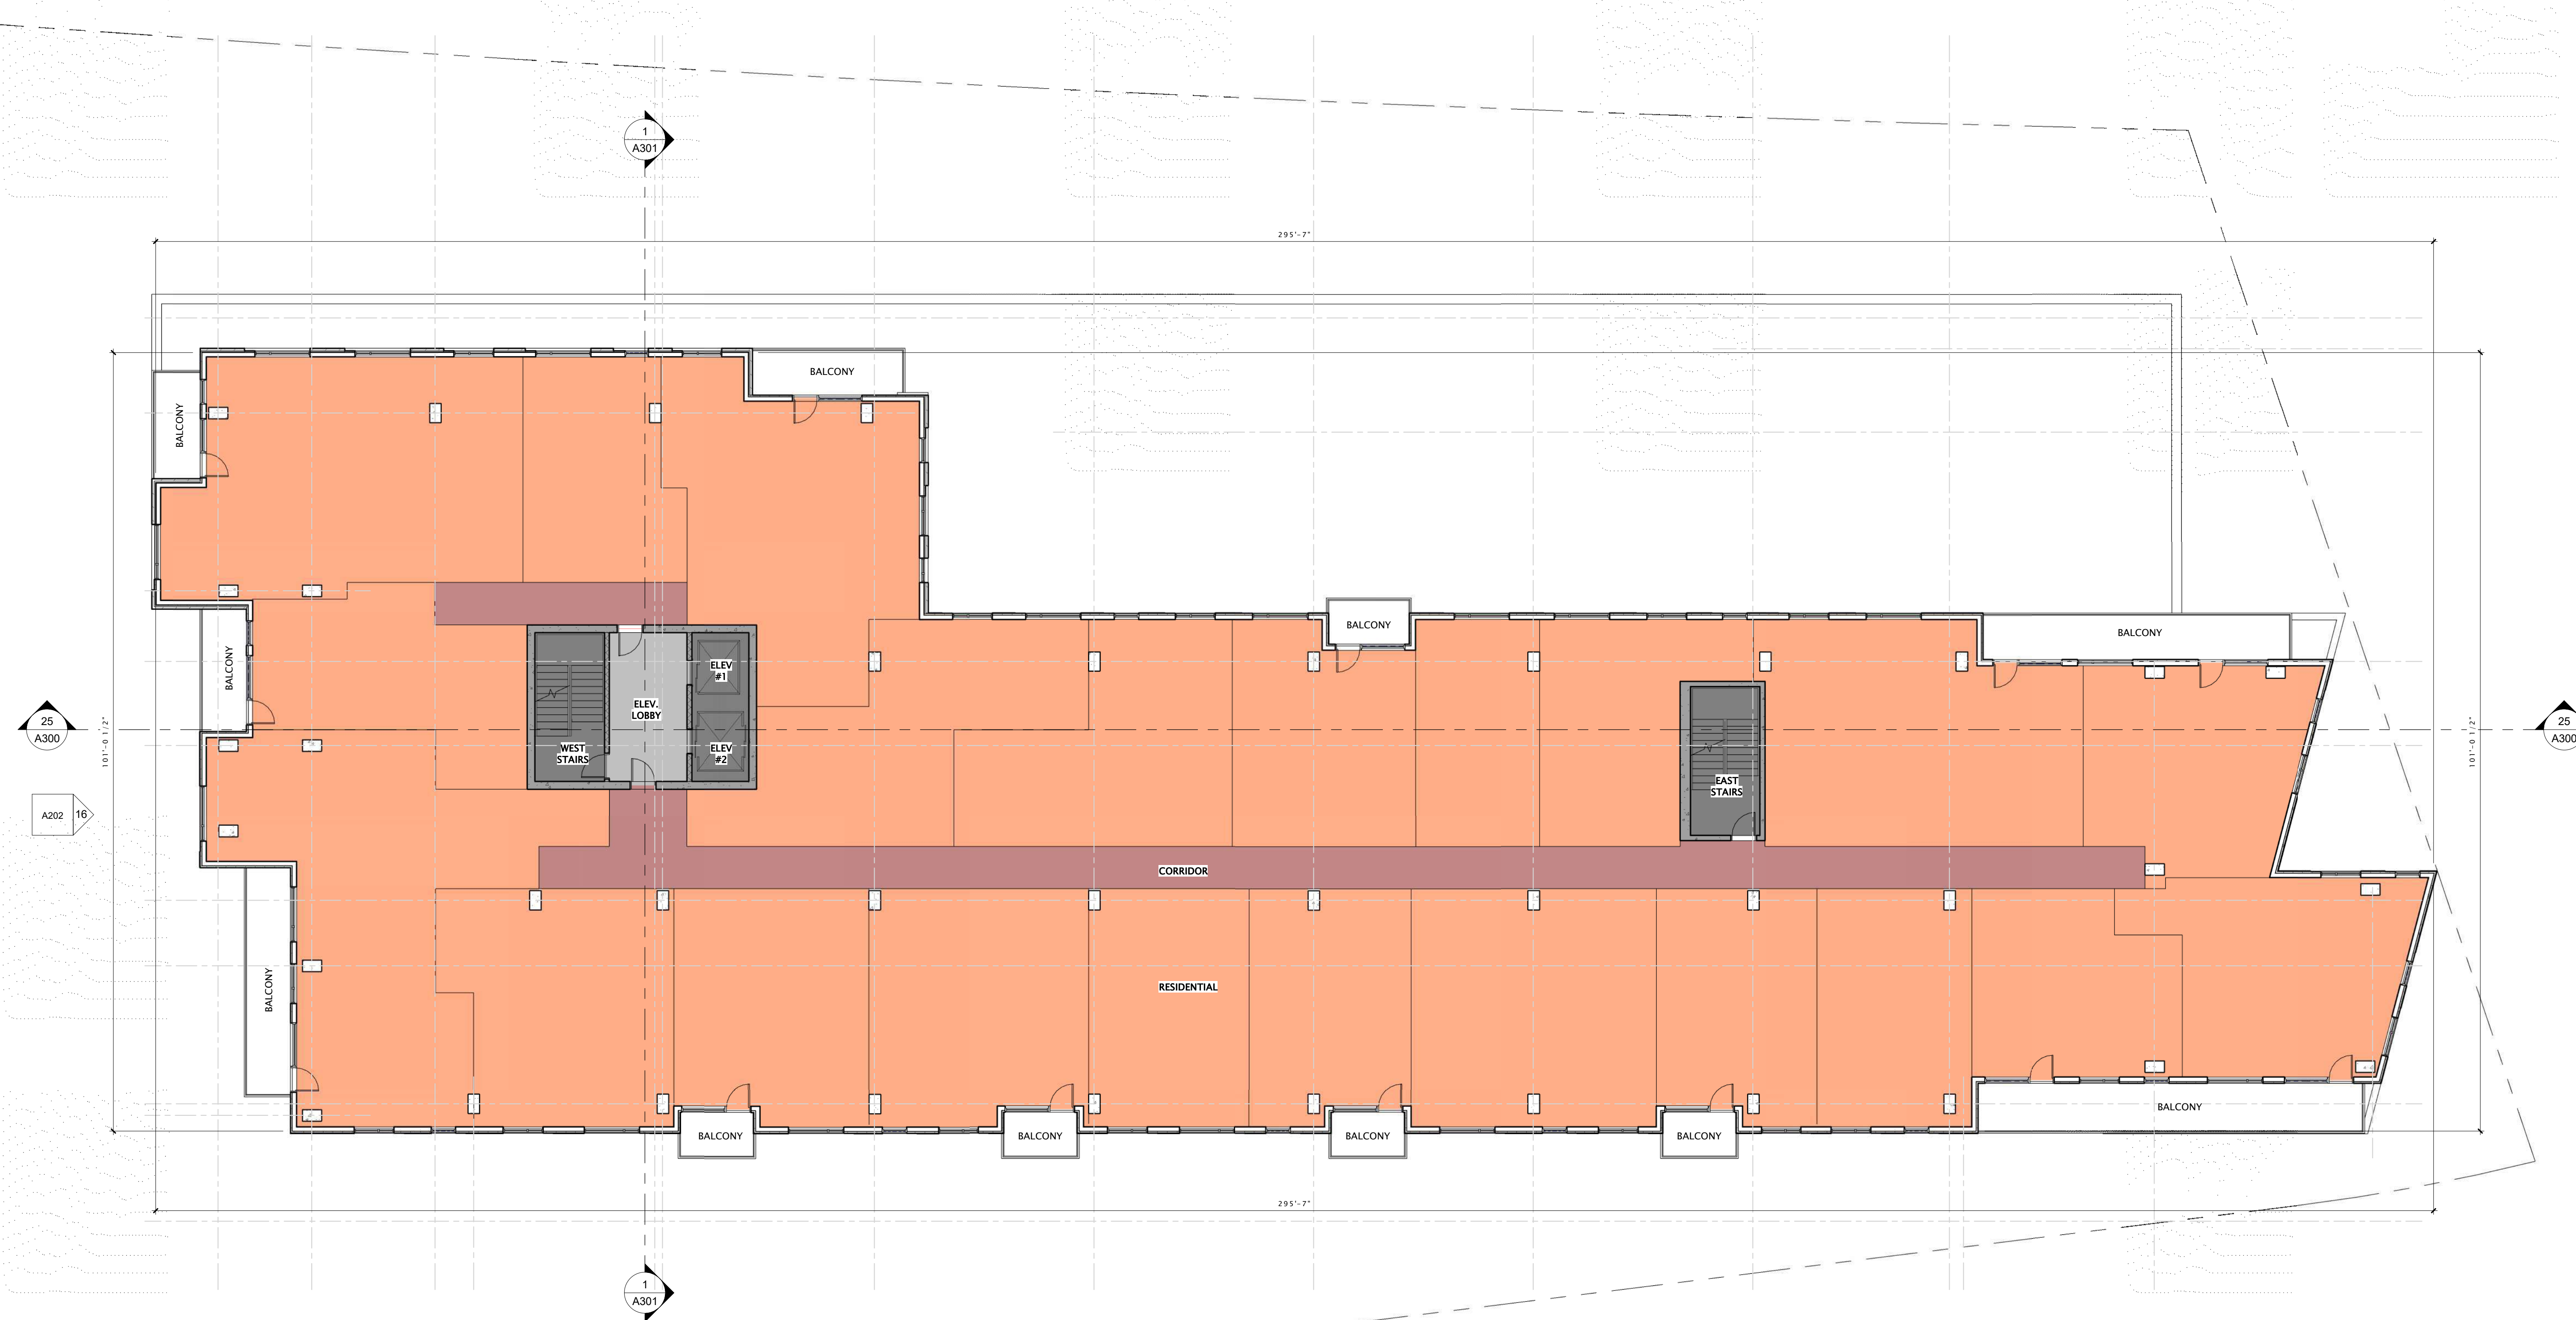 1
A301
295'-7"
BALCONY
BALCONY
BALCONY
BALCONY
BALCONY
ELEV
#1
ELEV.
LOBBY
25
A300
101'-0 1/2"
WEST
STAIRS
ELEV
#2
EAST
STAIRS
101'-0 1/2"
25
A300
A202
16
CORRIDOR
BALCONY
RESIDENTIAL
BALCONY
BALCONY
BALCONY
BALCONY
BALCONY
295'-7"
1
A301